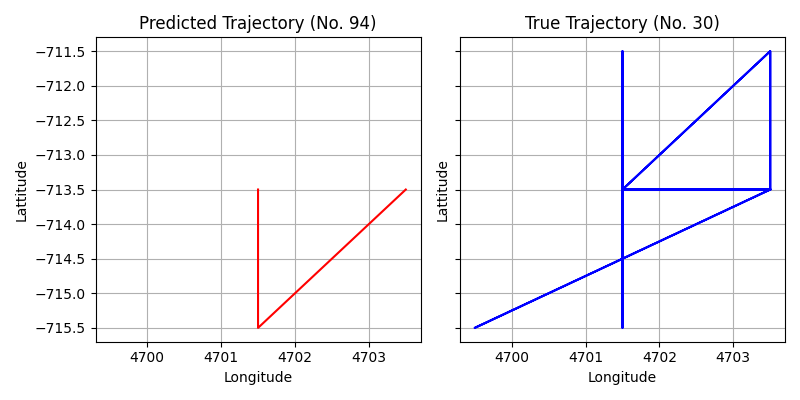 Predicted Trajectory (No. 94)
True Trajectory (No. 30)
−711.5
−712.0
−712.5
−713.0
−713.5
−714.0
−714.5
−715.0
−715.5
Lattitude
Lattitude
4700 4701 4702 4703
4700 4701 4702 4703
Longitude
Longitude